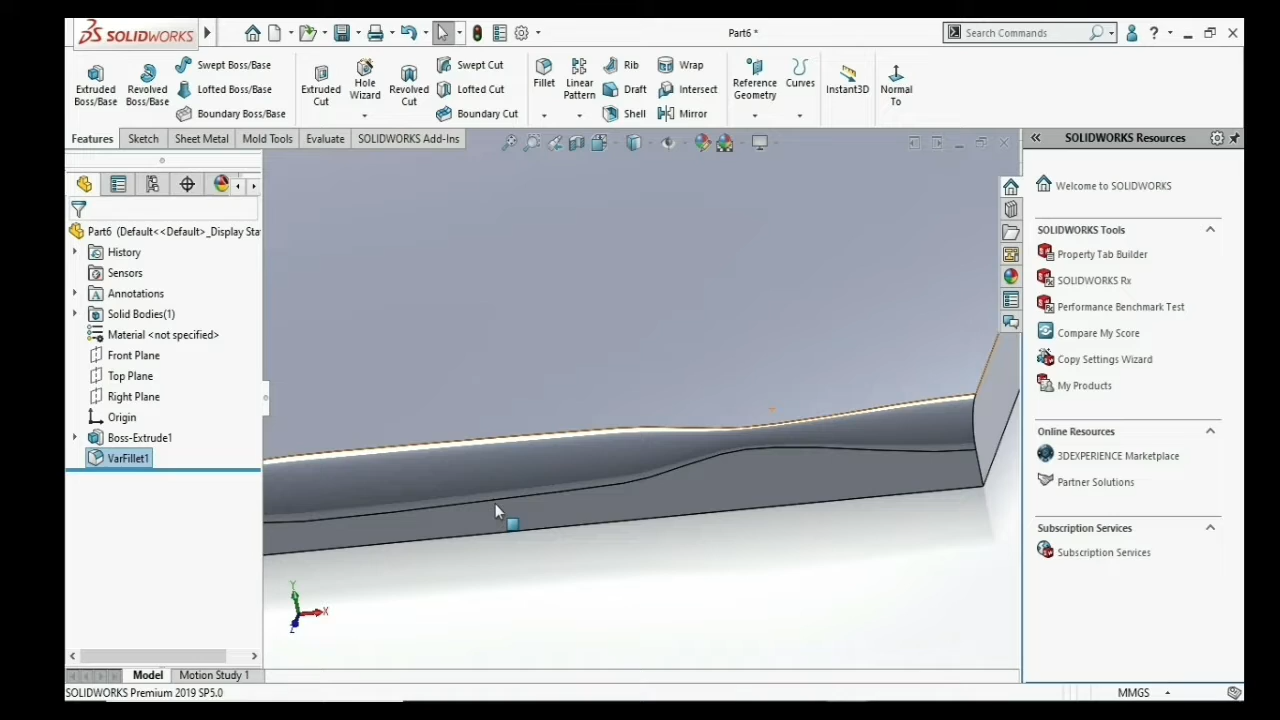 SOLIDWORKS
Part6 *
Search Commands
?
Extruded Boss/Base
Revolved Boss/Base
Swept Boss/Base
Lofted Boss/Base
Boundary Boss/Base
Extruded Cut
Hole Wizard
Revolved Cut
Swept Cut
Lofted Cut
Boundary Cut
Fillet
Linear Pattern
Rib
Draft
Shell
Wrap
Intersect
Mirror
Reference Geometry
Curves
Instant3D
Normal To
Features
Sketch
Sheet Metal
Mold Tools
Evaluate
SOLIDWORKS Add-Ins
Part6 (Default<<Default>_Display Sta
History
Sensors
Annotations
Solid Bodies(1)
Material <not specified>
Front Plane
Top Plane
Right Plane
Origin
Boss-Extrude1
VarFillet1
Y
X
Z
SOLIDWORKS Resources
Welcome to SOLIDWORKS
SOLIDWORKS Tools
Property Tab Builder
SOLIDWORKS Rx
Performance Benchmark Test
Compare My Score
Copy Settings Wizard
My Products
Online Resources
3DEXPERIENCE Marketplace
Partner Solutions
Subscription Services
Subscription Services
Model
Motion Study 1
SOLIDWORKS Premium 2019 SP5.0
MMGS